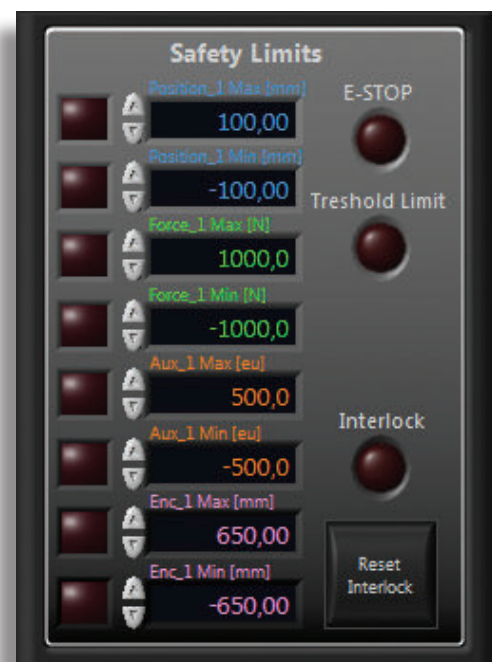 Safety Limits
Position_1 Max [mm]
100,00
Position_1 Min [mm]
-100,00
Force_1 Max [N]
1000,0
Force_1 Min [N]
-1000,0
Aux_1 Max [eu]
500,0
Aux_1 Min [eu]
-500,0
Enc_1 Max [mm]
650,00
Enc_1 Min [mm]
-650,00
E-STOP
Treshold Limit
Interlock
Reset
Interlock